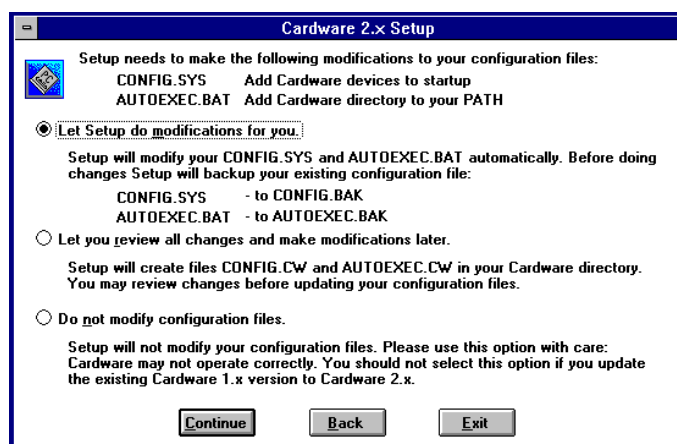 Cardware 2.x Setup
Setup needs to make the following modifications to your configuration files:
CONFIG.SYS Add Cardware devices to startup
AUTOEXEC.BAT Add Cardware directory to your PATH
Let Setup do modifications for you.
Setup will modify your CONFIG.SYS and AUTOEXEC.BAT automatically. Before doing
changes Setup will backup your existing configuration file:
CONFIG.SYS - to CONFIG.BAK
AUTOEXEC.BAT - to AUTOEXEC.BAK
Let you review all changes and make modifications later.
Setup will create files CONFIG.CW and AUTOEXEC.CW in your Cardware directory.
You may review changes before updating your configuration files.
Do not modify configuration files.
Setup will not modify your configuration files. Please use this option with care:
Cardware may not operate correctly. You should not select this option if you update
the existing Cardware 1.x version to Cardware 2.x.
Continue Back Exit